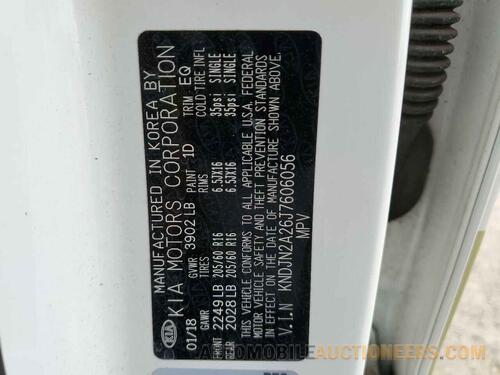 MANUFACTURED IN KOREA BY
KIA KIA MOTORS CORPORATION
01/18 GVWR 3902 LB PAINT 1D TRIM EQ
GAWR TIRES RIMS COLD TIRE INFL
FRONT 2249 LB 205/60 R16 6.5JX16 35psi SINGLE
REAR 2028 LB 205/60 R16 6.5JX16 35psi SINGLE
THIS VEHICLE CONFORMS TO ALL APPLICABLE U.S.A. FEDERAL
MOTOR VEHICLE SAFETY AND THEFT PREVENTION STANDARDS
IN EFFECT ON THE DATE OF MANUFACTURE SHOWN ABOVE.
V.I.N KNDJN2A26J7606056
MPV
AutoAuctionSpecialists.com